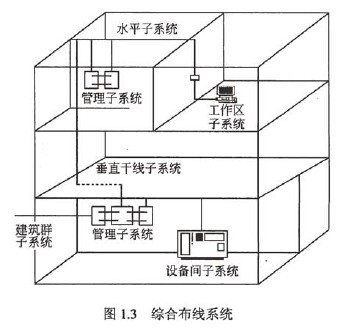 水平子系统
管理子系统
工作区
子系统
垂直干线子系统
建筑群
子系统
管理子系统
设备间子系统
图 1.3 综合布线系统